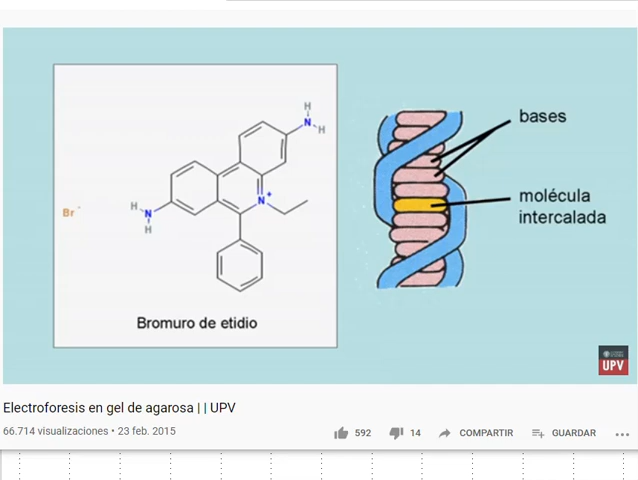 H
N
H
bases
N+
molécula
intercalada
Br-
H
N
H
Bromuro de etidio
UPV
Electroforesis en gel de agarosa | | UPV
66.714 visualizaciones • 23 feb. 2015
592
14
COMPARTIR
GUARDAR